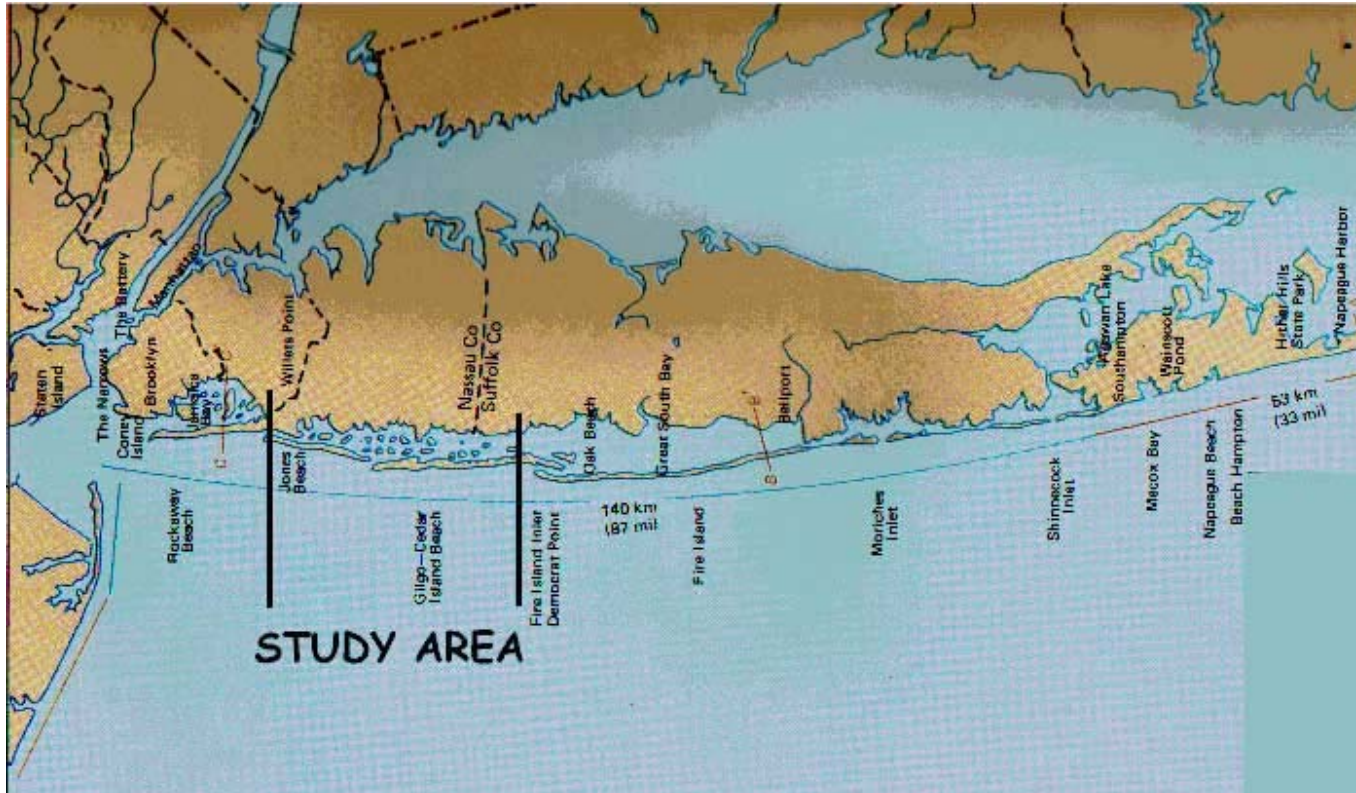 Staten
Island
The Narrows
Coney
Island
Brooklyn
The Battery
Manhattan
Jamaica
Bay
C
C'
Rockaway
Beach
Willets Point
Jones
Beach
Nassau Co
Suffolk Co
Gilgo–Cedar
Island Beach
Fire Island Inlet
Democrat Point
Oak Beach
140 km
(87 mi)
Great South Bay
Fire Island
B
B'
Bellport
Moriches
Inlet
Shinnecock
Inlet
Agawan Lake
Southampton
Mecox Bay
Wainscott
Pond
Napeague Beach
Beach Hampton
Hither Hills
State Park
53 km
(33 mi)
Napeague Harbor
STUDY AREA